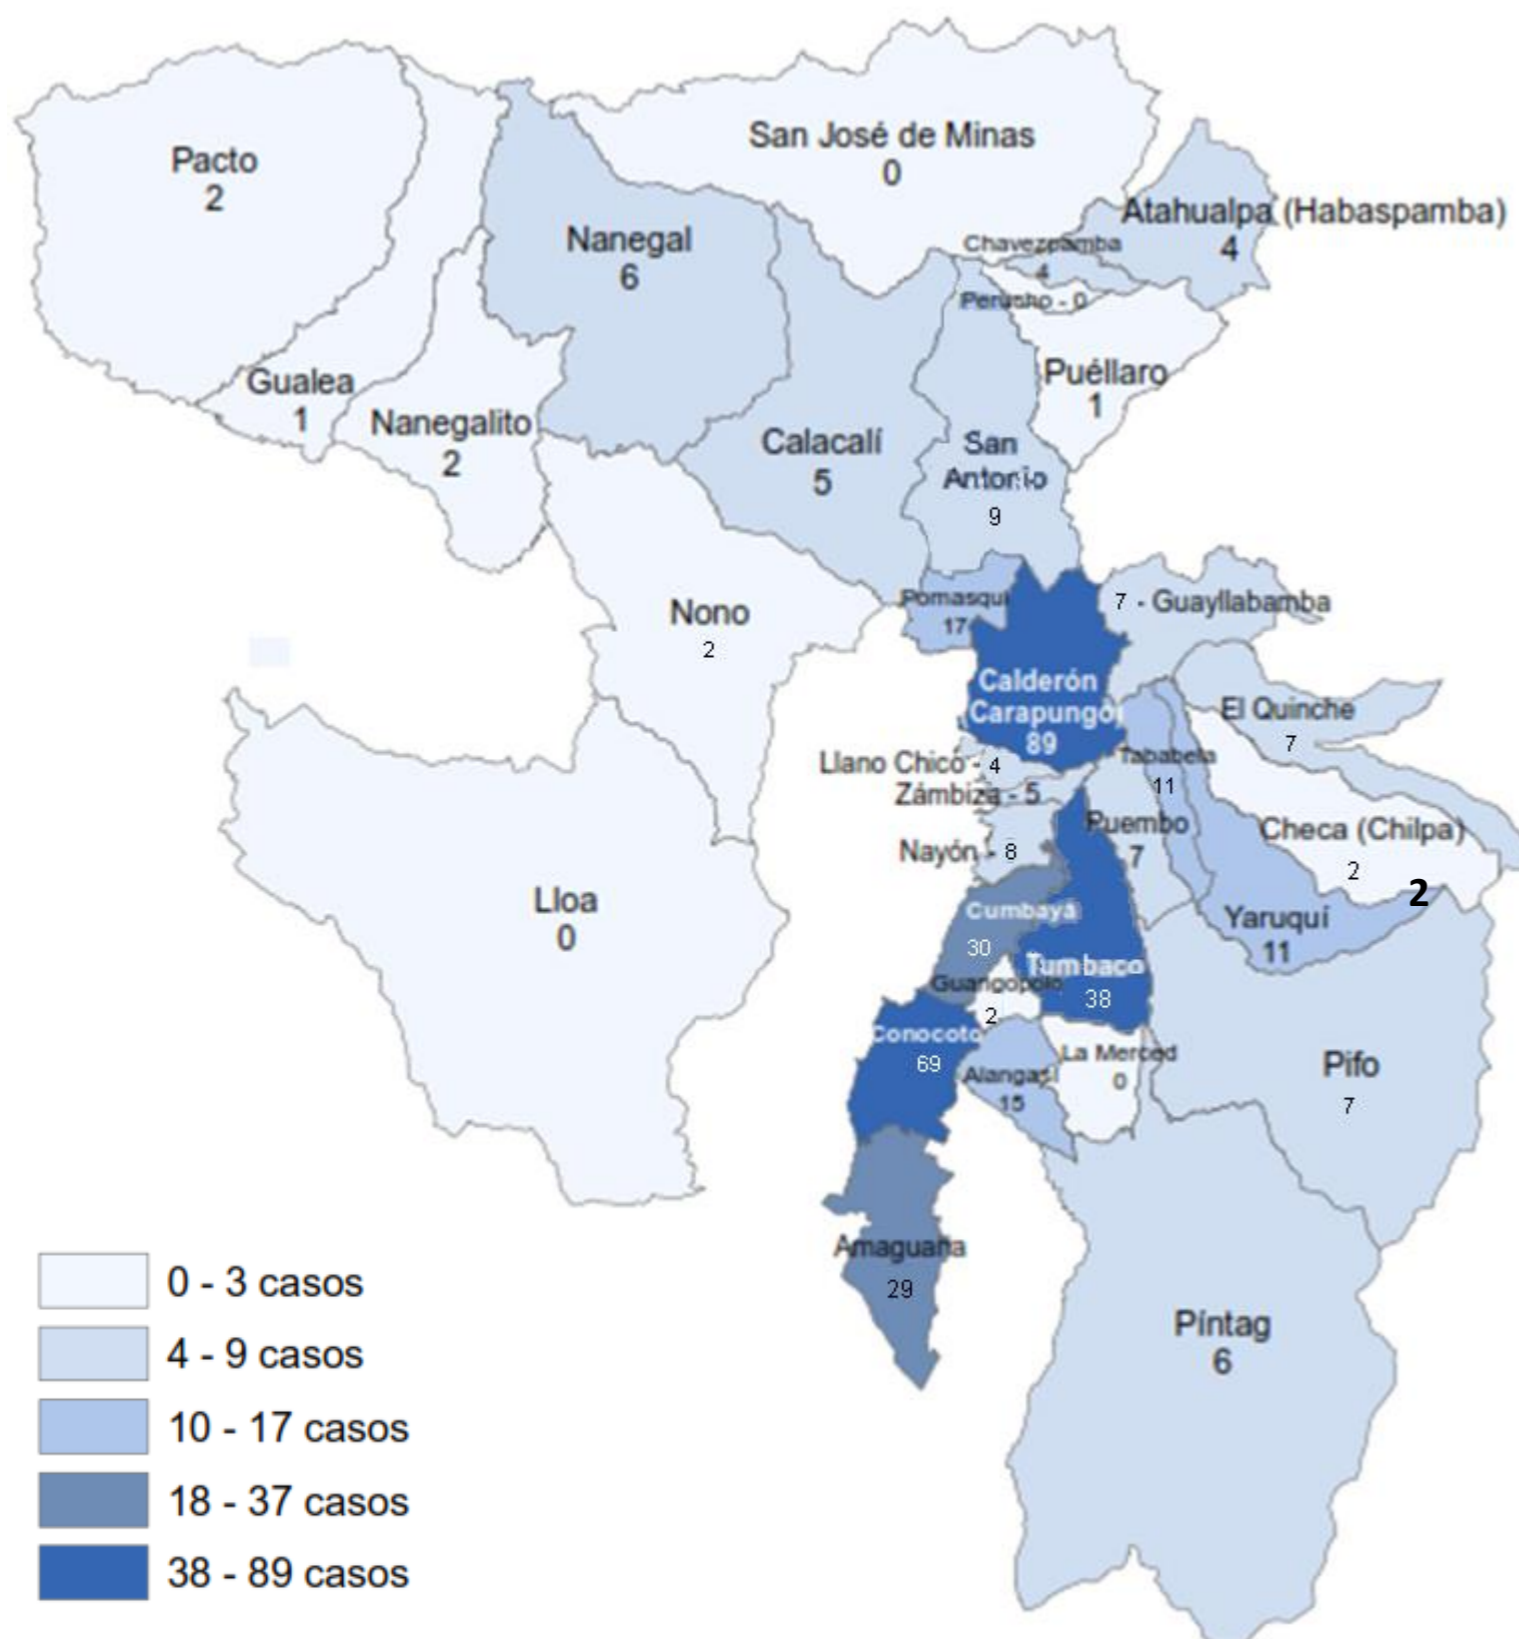 Pacto
2
San José de Minas
0
Atahualpa (Habaspamba)
4
Nanegal
6
Chavezpamba
4
Perusho - 0
Gualea
1
Puéllaro
1
Nanegalito
2
Calacalí
5
San
Antonio
9
Nono
2
Pomasqui
17
7 - Guayllabamba
Calderón
Carapungo
89
El Quinche
7
Llano Chico - 4
Tababela
11
Zámbiza - 5
Puembo
7
Checa (Chilpa)
2
2
Nayón - 8
Lloa
0
Cumbayá
30
Yaruquí
11
Tumbaco
38
Guangopolo
2
Conocoto
69
La Merced
0
Alangasí
15
Pifo
7
Amaguaña
29
Píntag
6
0 - 3 casos
4 - 9 casos
10 - 17 casos
18 - 37 casos
38 - 89 casos